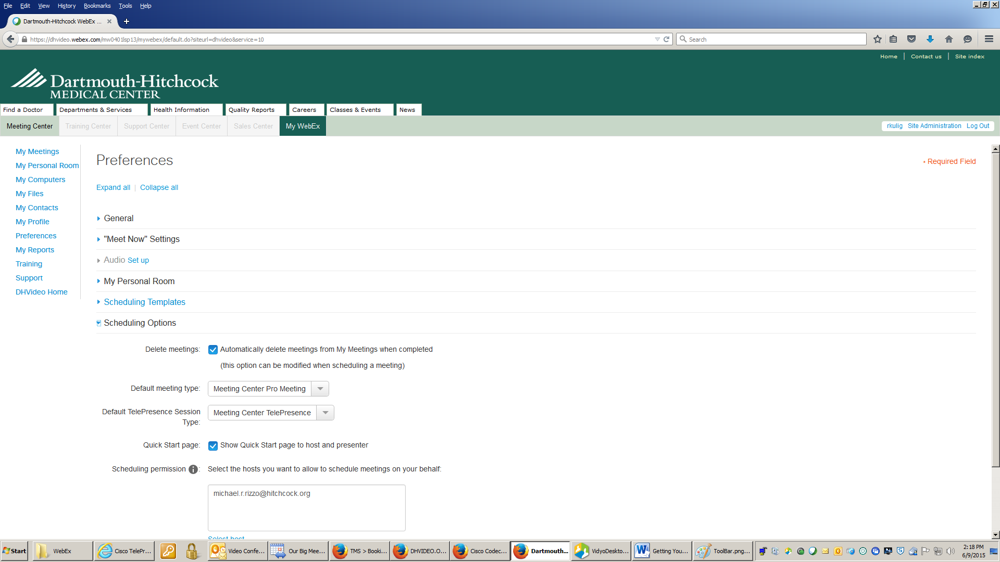 File Edit View History Bookmarks Tools Help
Dartmouth-Hitchcock WebEx ...
https://dhvideo.webex.com/mw0401lsp13/mywebex/default.do?siteurl=dhvideo&service=10
Search
Home Contact us Site index
Dartmouth-Hitchcock
MEDICAL CENTER
Find a Doctor Departments & Services Health Information Quality Reports Careers Classes & Events News
Meeting Center Training Center Support Center Event Center Sales Center My WebEx rkulig Site Administration Log Out
My Meetings
My Personal Room
My Computers
My Files
My Contacts
My Profile
Preferences
My Reports
Training
Support
DHVideo Home
Preferences
* Required Field
Expand all | Collapse all
General
"Meet Now" Settings
Audio Set up
My Personal Room
Scheduling Templates
Scheduling Options
Delete meetings: Automatically delete meetings from My Meetings when completed
(this option can be modified when scheduling a meeting)
Default meeting type: Meeting Center Pro Meeting
Default TelePresence Session Type: Meeting Center TelePresence
Quick Start page: Show Quick Start page to host and presenter
Scheduling permission : Select the hosts you want to allow to schedule meetings on your behalf:
michael.r.rizzo@hitchcock.org
Select host
Start WebEx Cisco TelePr... Video Confe... Our Big Mee... TMS > Booki... DHVIDEO.O... Cisco Codec... Dartmouth... VidyoDeskto... Getting You... ToolBar.png... 2:18 PM
6/9/2015